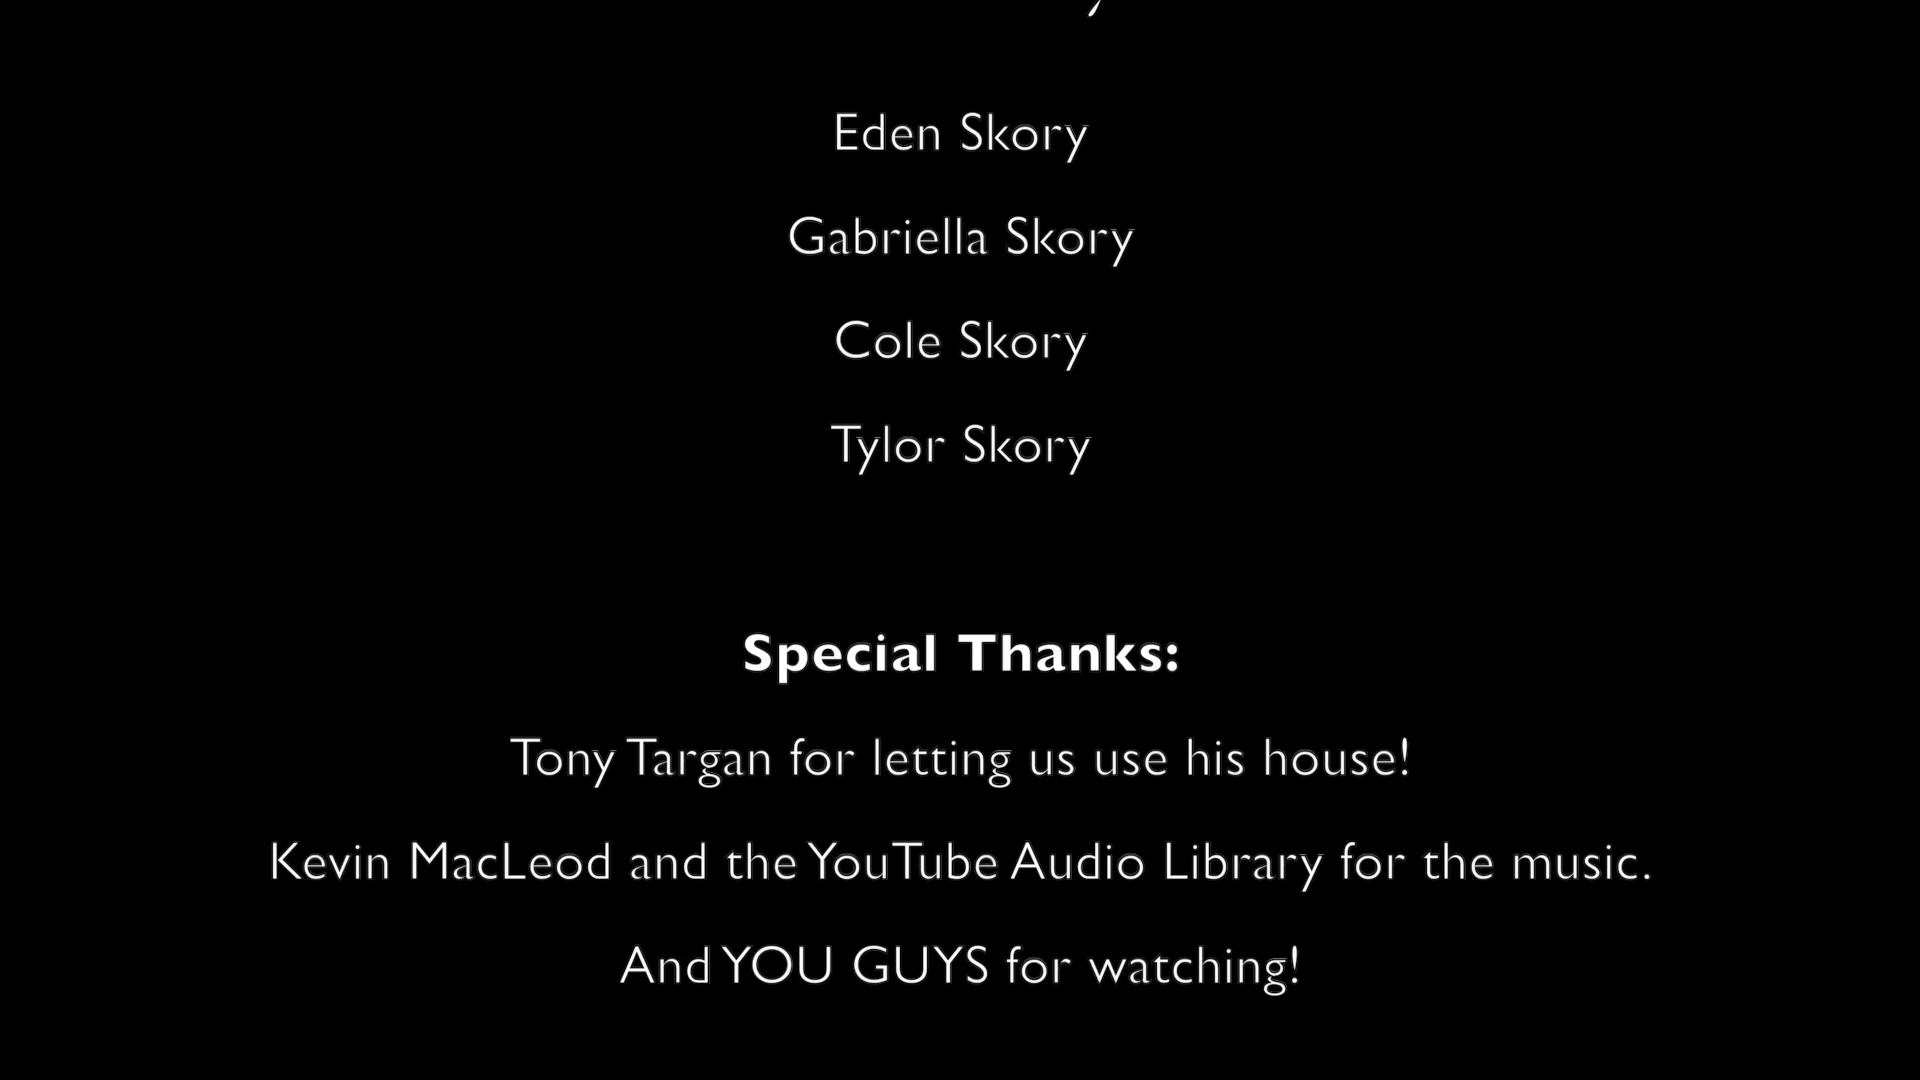 Eden Skory
Gabriella Skory
Cole Skory
Tylor Skory
Special Thanks:
Tony Targan for letting us use his house!
Kevin MacLeod and the YouTube Audio Library for the music.
And YOU GUYS for watching!